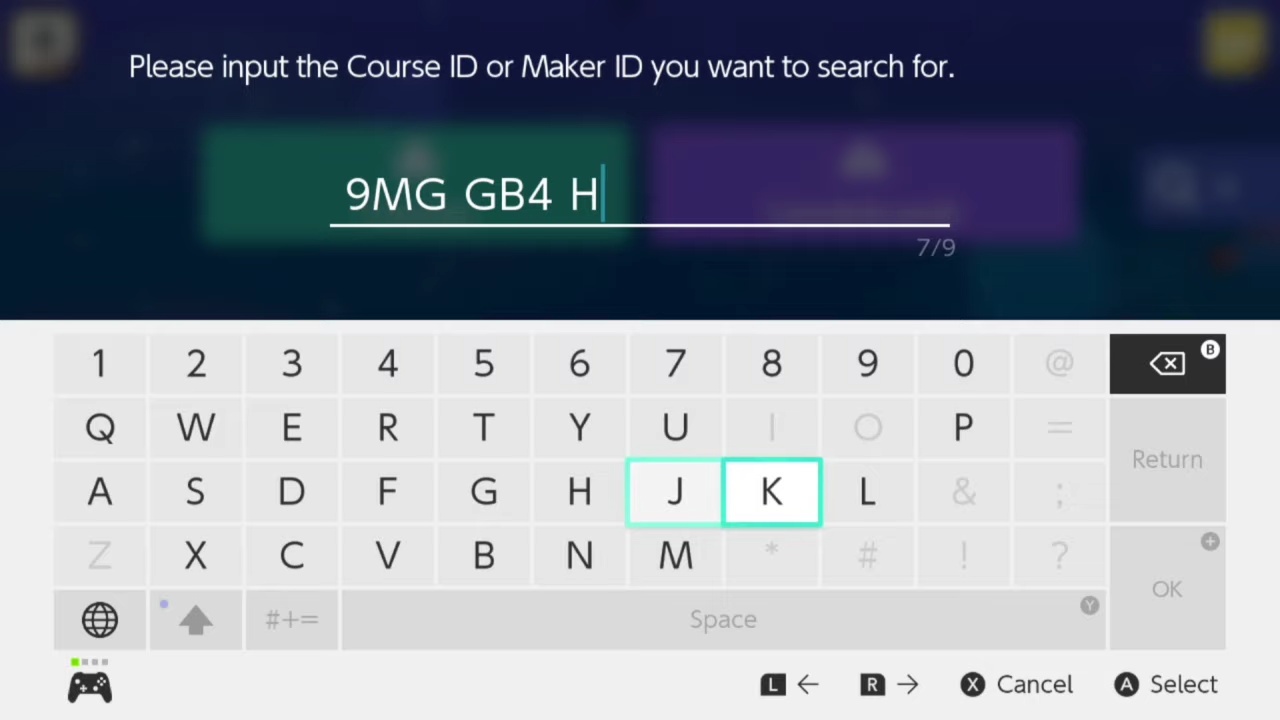 Please input the Course ID or Maker ID you want to search for.
9MG GB4 H
7/9
1 2 3 4 5 6 7 8 9 0 @ B
Q W E R T Y U I O P = Return
A S D F G H J K L & ;
Z X C V B N M * # ! ? + OK
#+= Space Y
L ← R → X Cancel A Select